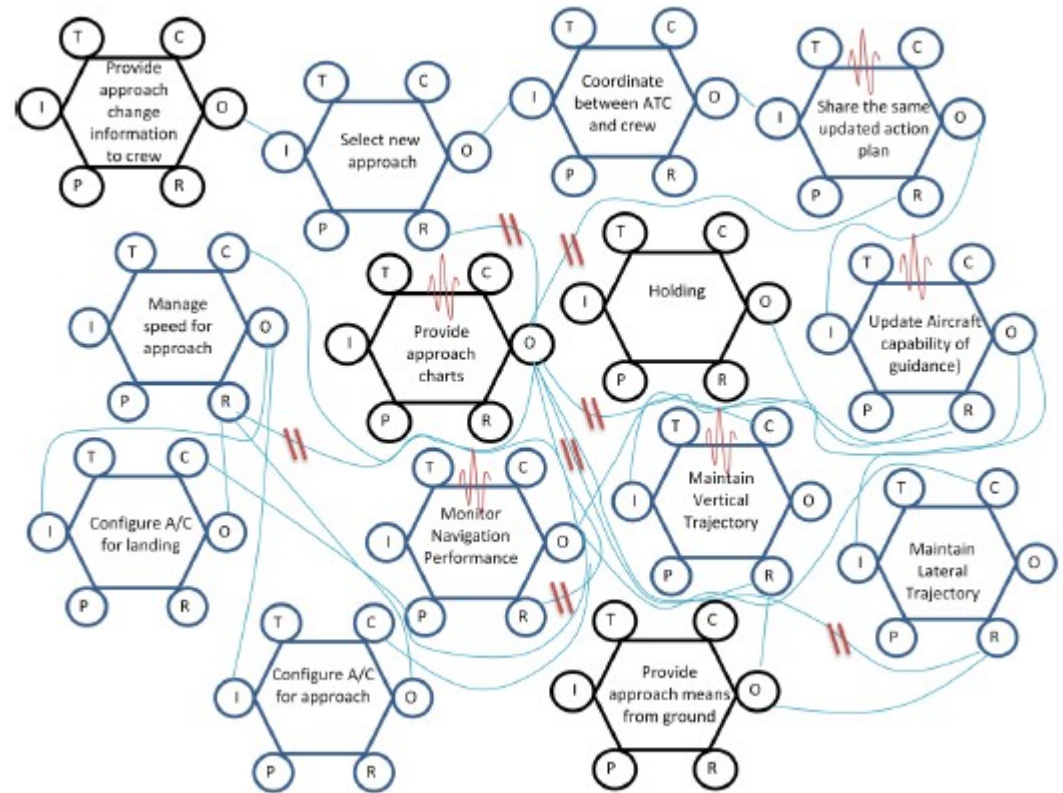 T C
Provide
approach
change
information
to crew
I O
P R
T C
Select new
approach
I O
P R
T C
Coordinate
between ATC
and crew
I O
P R
T C
Share the same
updated action
plan
I O
P R
T C
Manage
speed for
approach
I O
P R
T C
Provide
approach
charts
I O
P R
T C
Holding
I O
P R
T C
Update Aircraft
capability of
guidance)
I O
P R
T C
Configure A/C
for landing
I O
P R
T C
Monitor
Navigation
Performance
I O
P R
T C
Maintain
Vertical
Trajectory
I O
P R
T C
Maintain
Lateral
Trajectory
I O
P R
T C
Configure A/C
for approach
I O
P R
T C
Provide
approach means
from ground
I O
P R